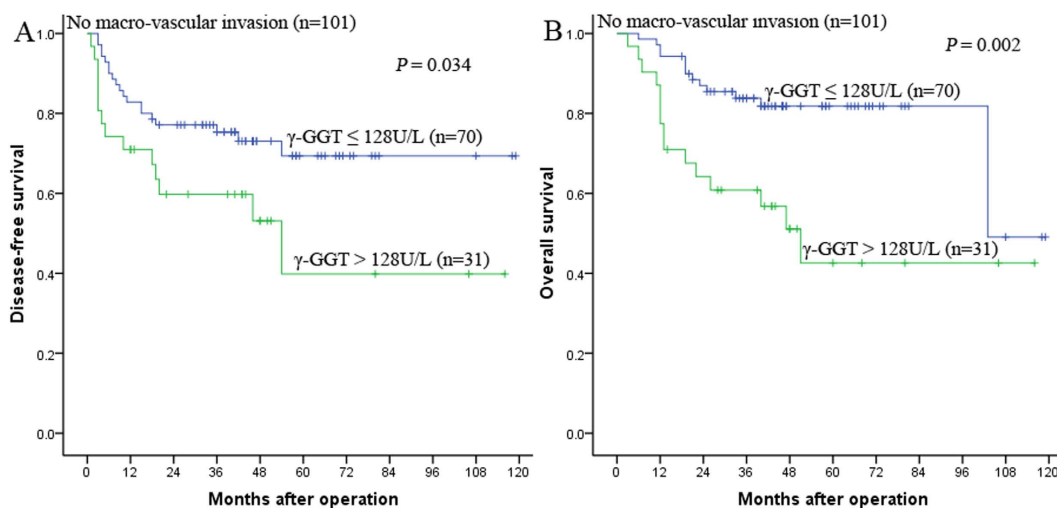 A
No macro-vascular invasion (n=101)
P = 0.034
γ-GGT ≤ 128U/L (n=70)
γ-GGT > 128U/L (n=31)
Disease-free survival
1.0
0.8
0.6
0.4
0.2
0.0
0 12 24 36 48 60 72 84 96 108 120
Months after operation
B
No macro-vascular invasion (n=101)
P = 0.002
γ-GGT ≤ 128U/L (n=70)
γ-GGT > 128U/L (n=31)
Overall survival
1.0
0.8
0.6
0.4
0.2
0.0
0 12 24 36 48 60 72 84 96 108 120
Months after operation